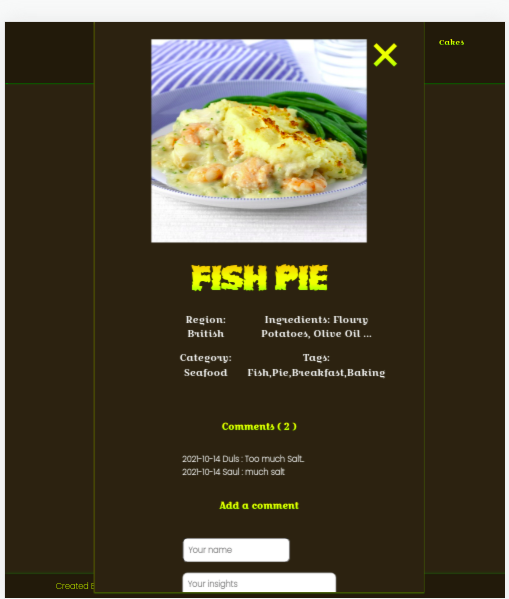 Cakes
FISH PIE
Region:
British
Ingredients: Floury
Potatoes, Olive Oil ...
Category:
Seafood
Tags:
Fish,Pie,Breakfast,Baking
Comments ( 2 )
2021-10-14 Duls : Too much Salt..
2021-10-14 Saul : much salt
Add a comment
Your name
Your insights
Created